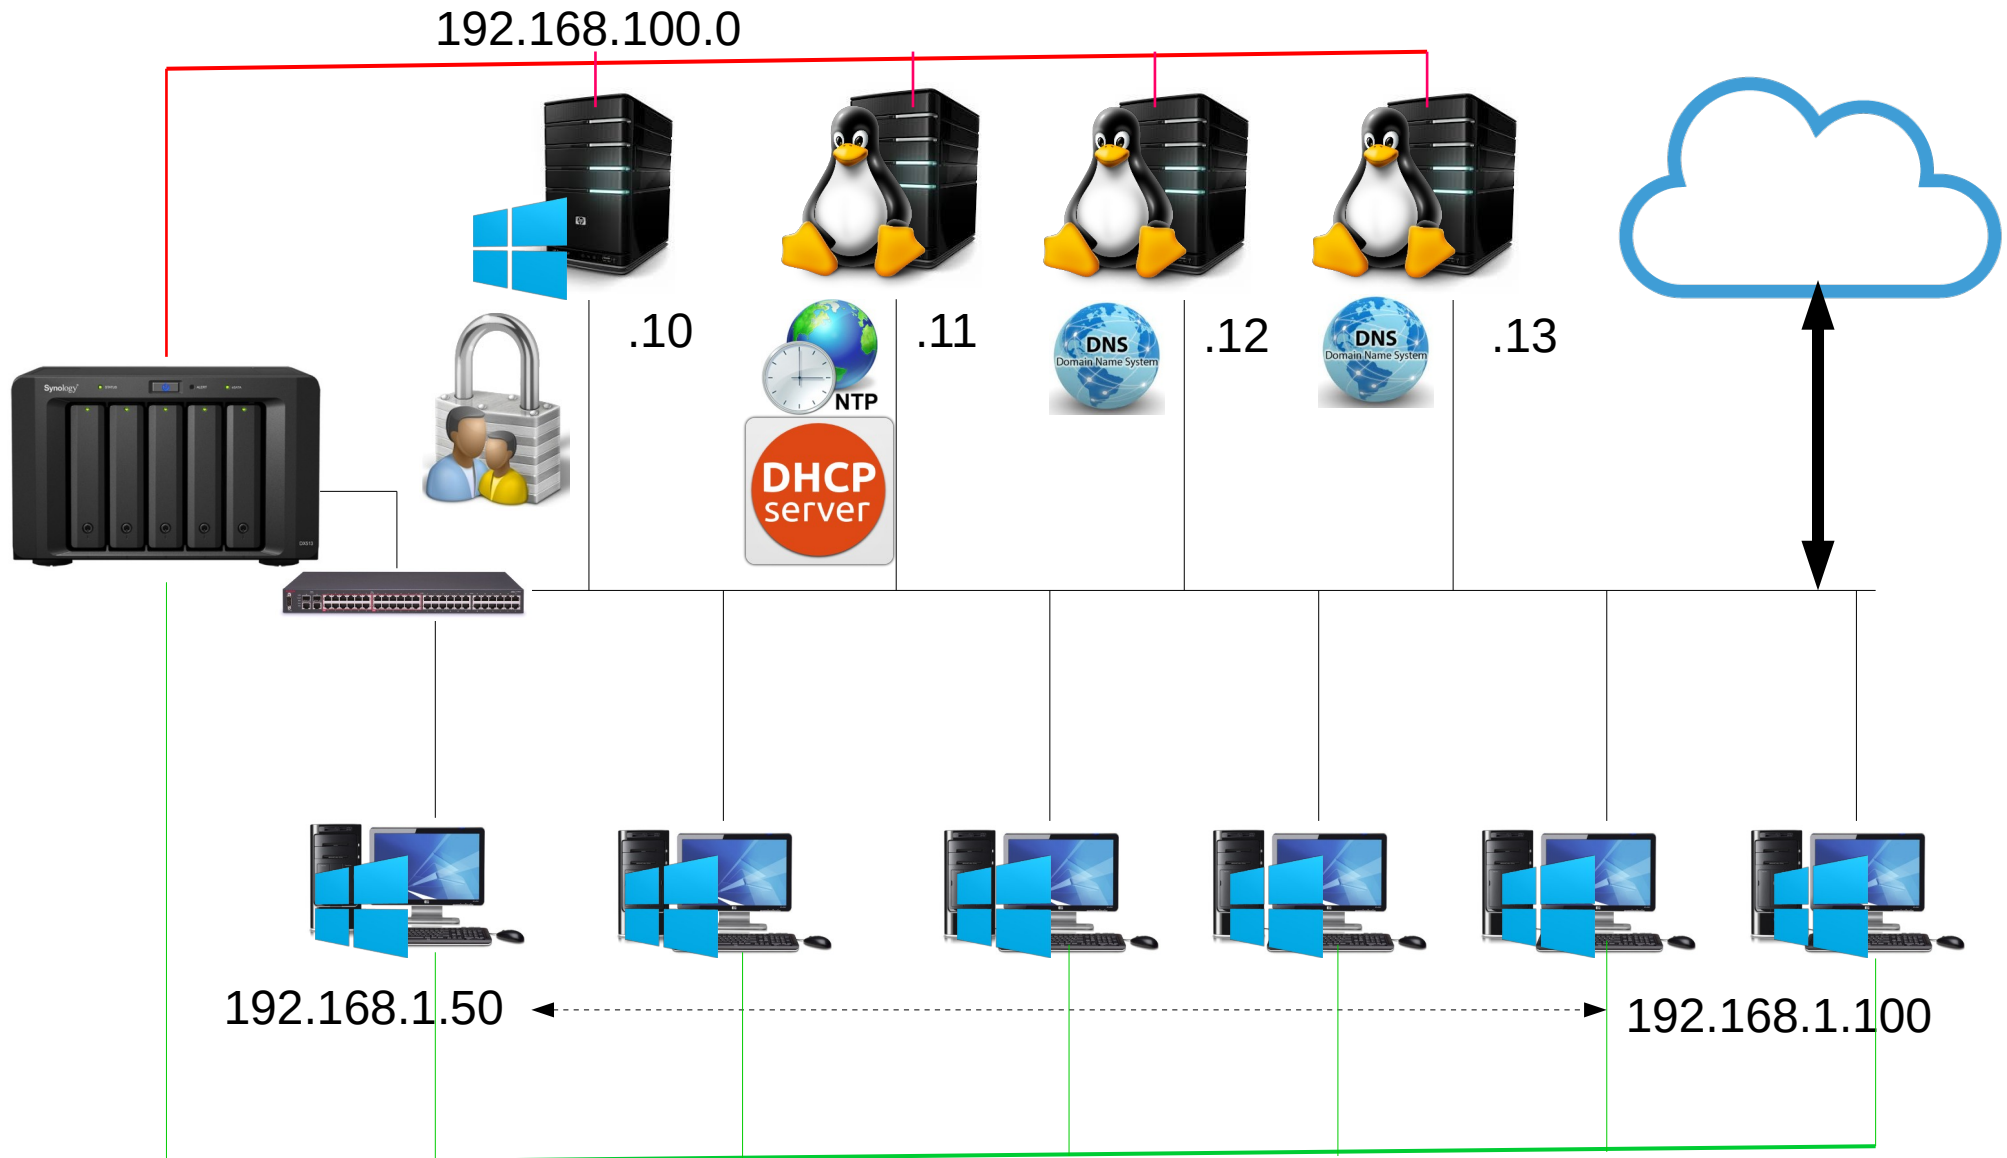 192.168.100.0
.10
.11
.12
.13
NTP
DNS
Domain Name System
DNS
Domain Name System
Synology
DHCP
server
192.168.1.50
192.168.1.100